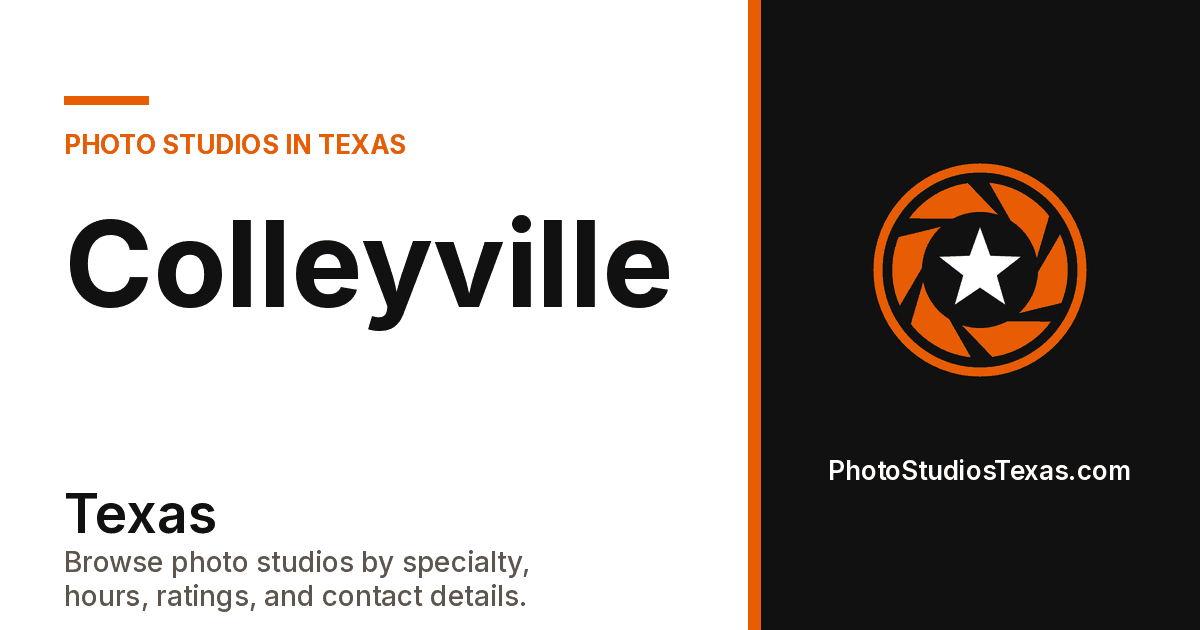 PHOTO STUDIOS IN TEXAS
Colleyville
Texas
Browse photo studios by specialty,
hours, ratings, and contact details.
PhotoStudiosTexas.com